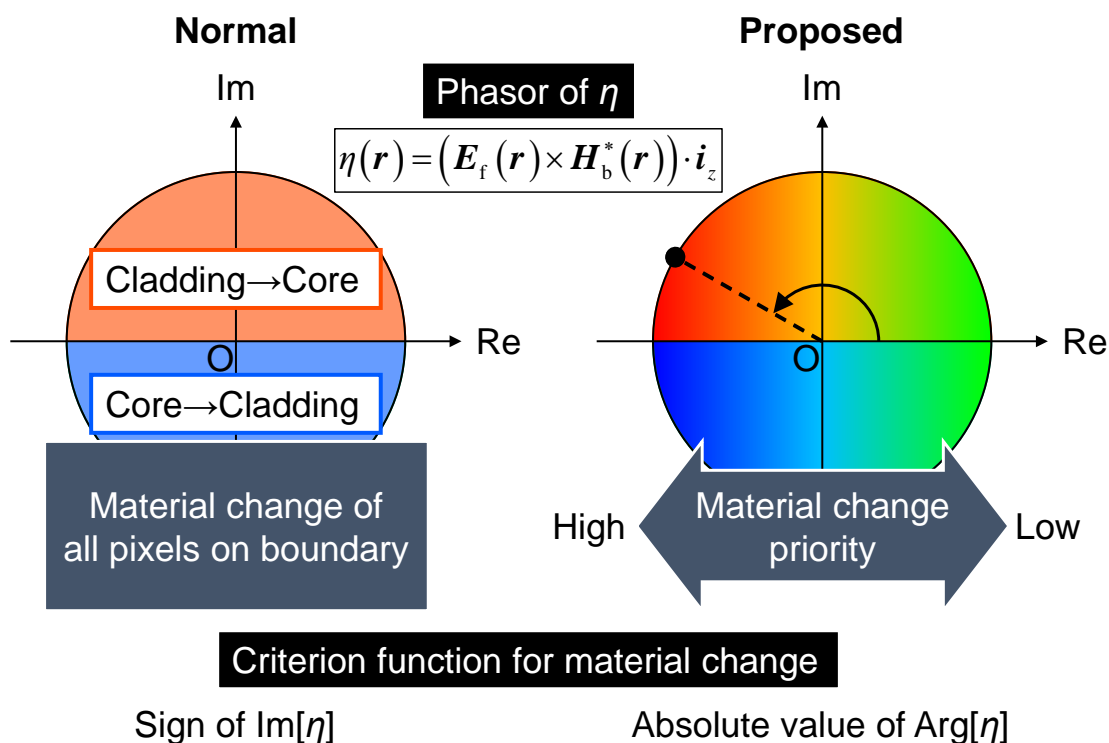 Normal
Proposed
Im
Im
Phasor of η
η(r) = (E_f(r) × H_b^*(r)) · i_z
Cladding→Core
Re
Re
O
O
Core→Cladding
Material change of
all pixels on boundary
High
Material change
priority
Low
Criterion function for material change
Sign of Im[η]
Absolute value of Arg[η]